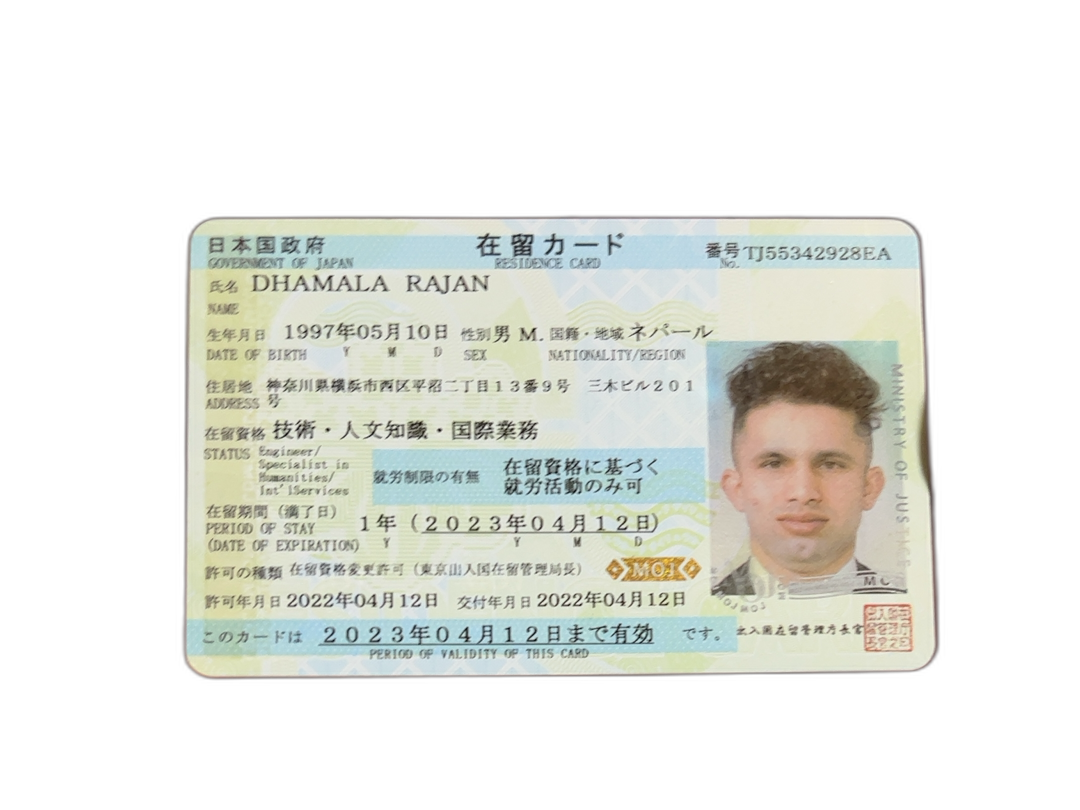 日本国政府 在留カード 番号 TJ55342928EA
GOVERNMENT OF JAPAN RESIDENCE CARD No.
氏名 DHAMALA RAJAN
NAME
生年月日 1997年05月10日 性別 男 M. 国籍・地域 ネパール
DATE OF BIRTH Y M D SEX NATIONALITY/REGION
住居地 神奈川県横浜市西区平沼二丁目13番9号 三木ビル201
ADDRESS 号
在留資格 技術・人文知識・国際業務
STATUS Engineer/
Specialist in
Humanities/
Int'lServices
就労制限の有無 在留資格に基づく
就労活動のみ可
在留期間(満了日)
PERIOD OF STAY 1年(2023年04月12日)
(DATE OF EXPIRATION) Y Y M D
許可の種類 在留資格変更許可(東京出入国在留管理局長) MOJ
許可年月日 2022年04月12日 交付年月日 2022年04月12日
このカードは 2023年04月12日まで有効 です。
PERIOD OF VALIDITY OF THIS CARD
出入国在留管理庁長官
MINISTRY OF JUSTICE